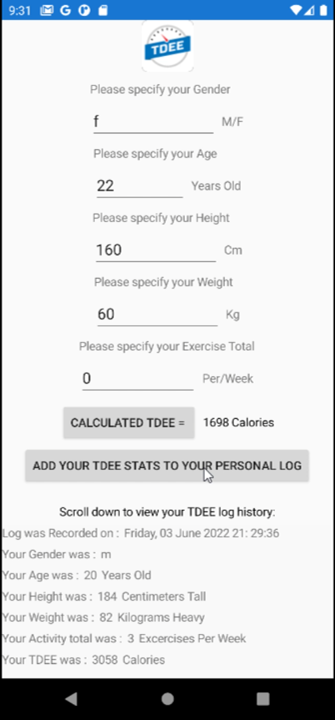 9:31
TDEE
Please specify your Gender
f M/F
Please specify your Age
22 Years Old
Please specify your Height
160 Cm
Please specify your Weight
60 Kg
Please specify your Exercise Total
0 Per/Week
CALCULATED TDEE = 1698 Calories
ADD YOUR TDEE STATS TO YOUR PERSONAL LOG
Scroll down to view your TDEE log history:
Log was Recorded on : Friday, 03 June 2022 21: 29:36
Your Gender was : m
Your Age was : 20 Years Old
Your Height was : 184 Centimeters Tall
Your Weight was : 82 Kilograms Heavy
Your Activity total was : 3 Excercises Per Week
Your TDEE was : 3058 Calories